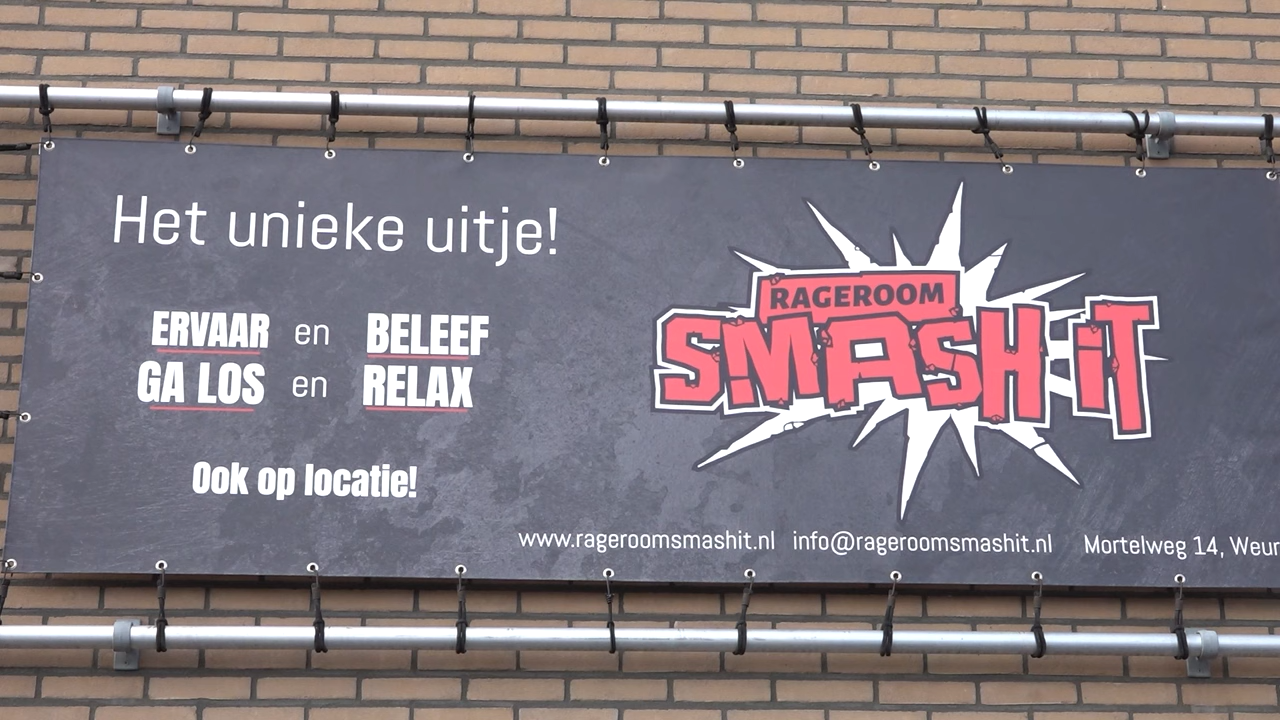 Het unieke uitje!
ERVAAR en BELEEF
GA LOS en RELAX
Ook op locatie!
RAGEROOM
SMASH iT
www.rageroomsmashit.nl info@rageroomsmashit.nl Mortelweg 14,